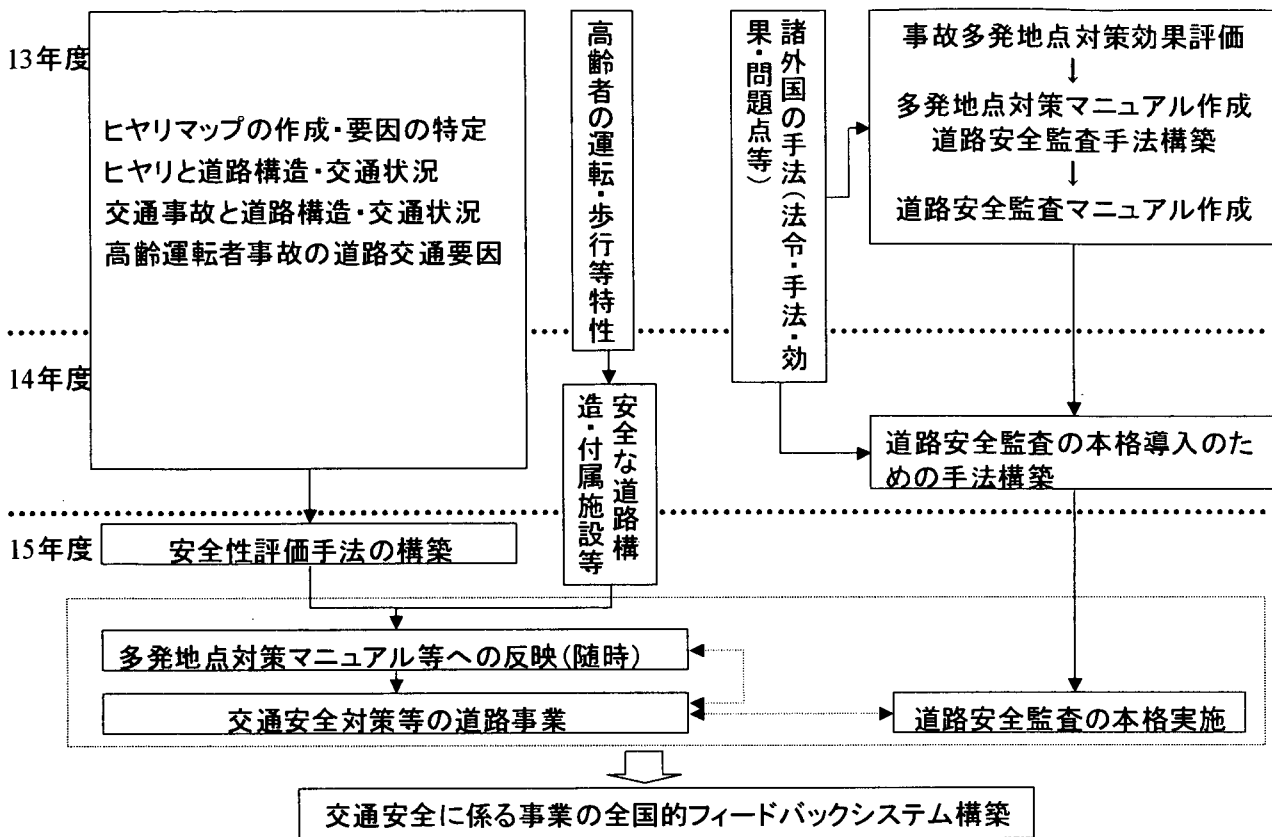 13年度
ヒヤリマップの作成・要因の特定
ヒヤリと道路構造・交通状況
交通事故と道路構造・交通状況
高齢運転者事故の道路交通要因
高齢者の運転・歩行等特性
諸外国の手法（法令・手法・効
果・問題点等）
事故多発地点対策効果評価
↓
多発地点対策マニュアル作成
道路安全監査手法構築
↓
道路安全監査マニュアル作成
14年度
安全な道路構
造・付属施設等
道路安全監査の本格導入のた
めの手法構築
15年度
安全性評価手法の構築
多発地点対策マニュアル等への反映(随時)
交通安全対策等の道路事業
道路安全監査の本格実施
交通安全に係る事業の全国的フィードバックシステム構築